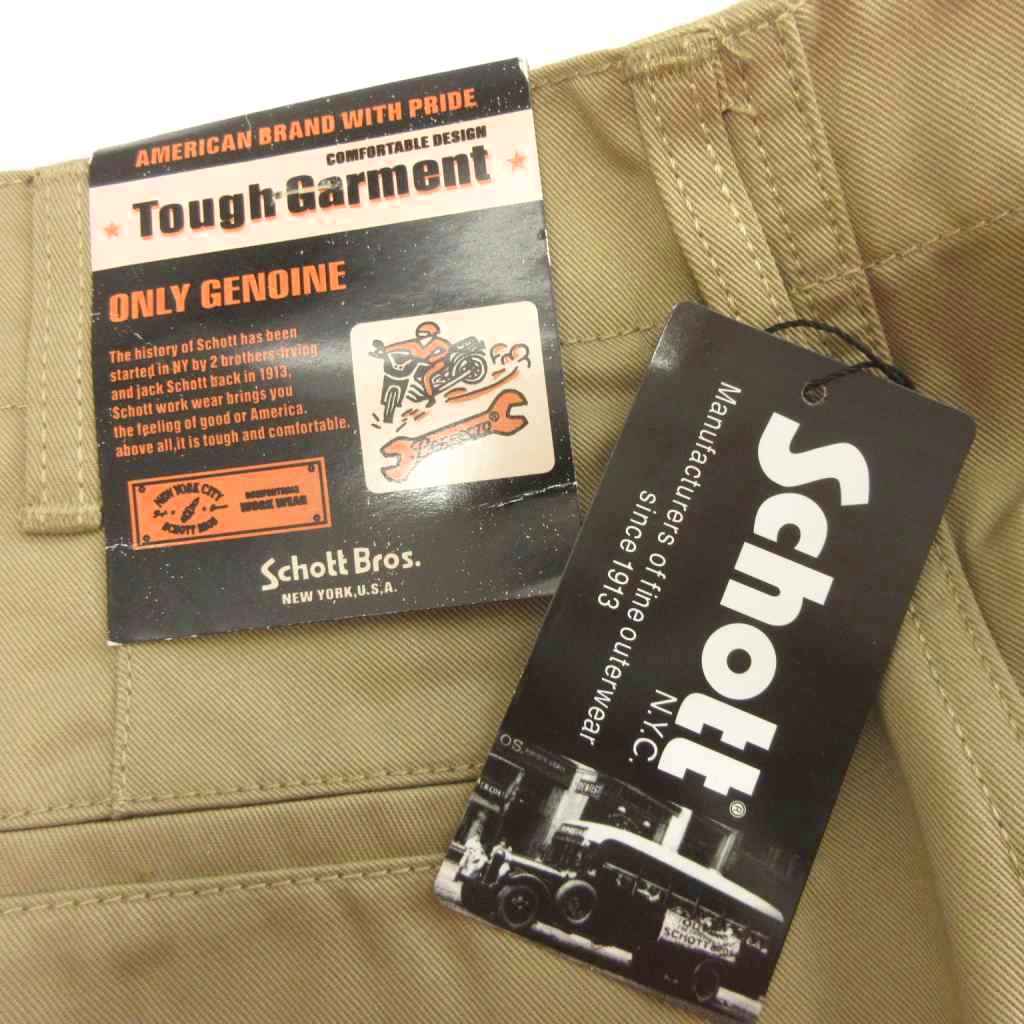 AMERICAN BRAND WITH PRIDE
COMFORTABLE DESIGN
Tough Garment
ONLY GENOINE
The history of Schott has been
started in NY by 2 brothers-Irving
and jack Schott back in 1913,
Schott work wear brings you
the feeling of good or America.
above all,it is tough and comfortable.
NEW YORK CITY
SCHOTT BROS
WORK WEAR
Schott Bros.
NEW YORK,U,S,A.
Schott®
N.Y.C.
Manufacturers of fine outerwear
since 1913
OS.
DENTIST
SCHOTT BROS